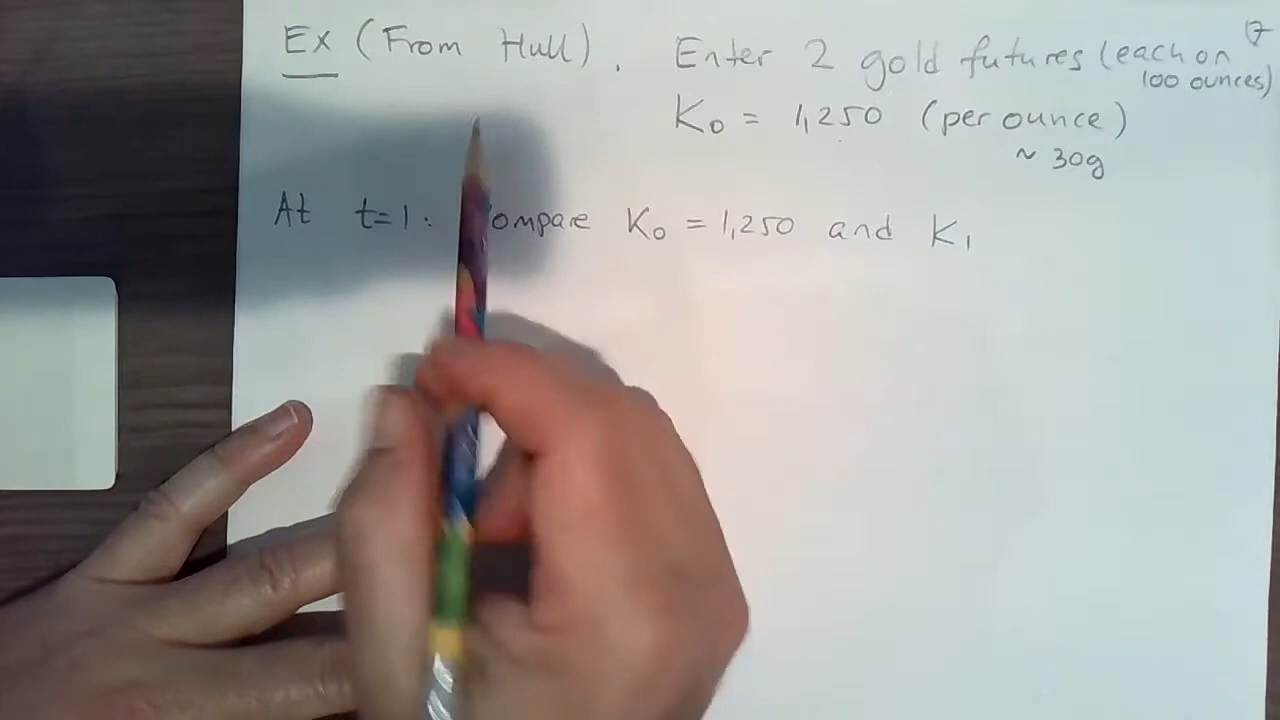 Ex (From Hull). Enter 2 gold futures (each on
100 ounces)
K0 = 1,250 (per ounce)
~ 30g
At t=1: ompare K0 = 1,250 and K1